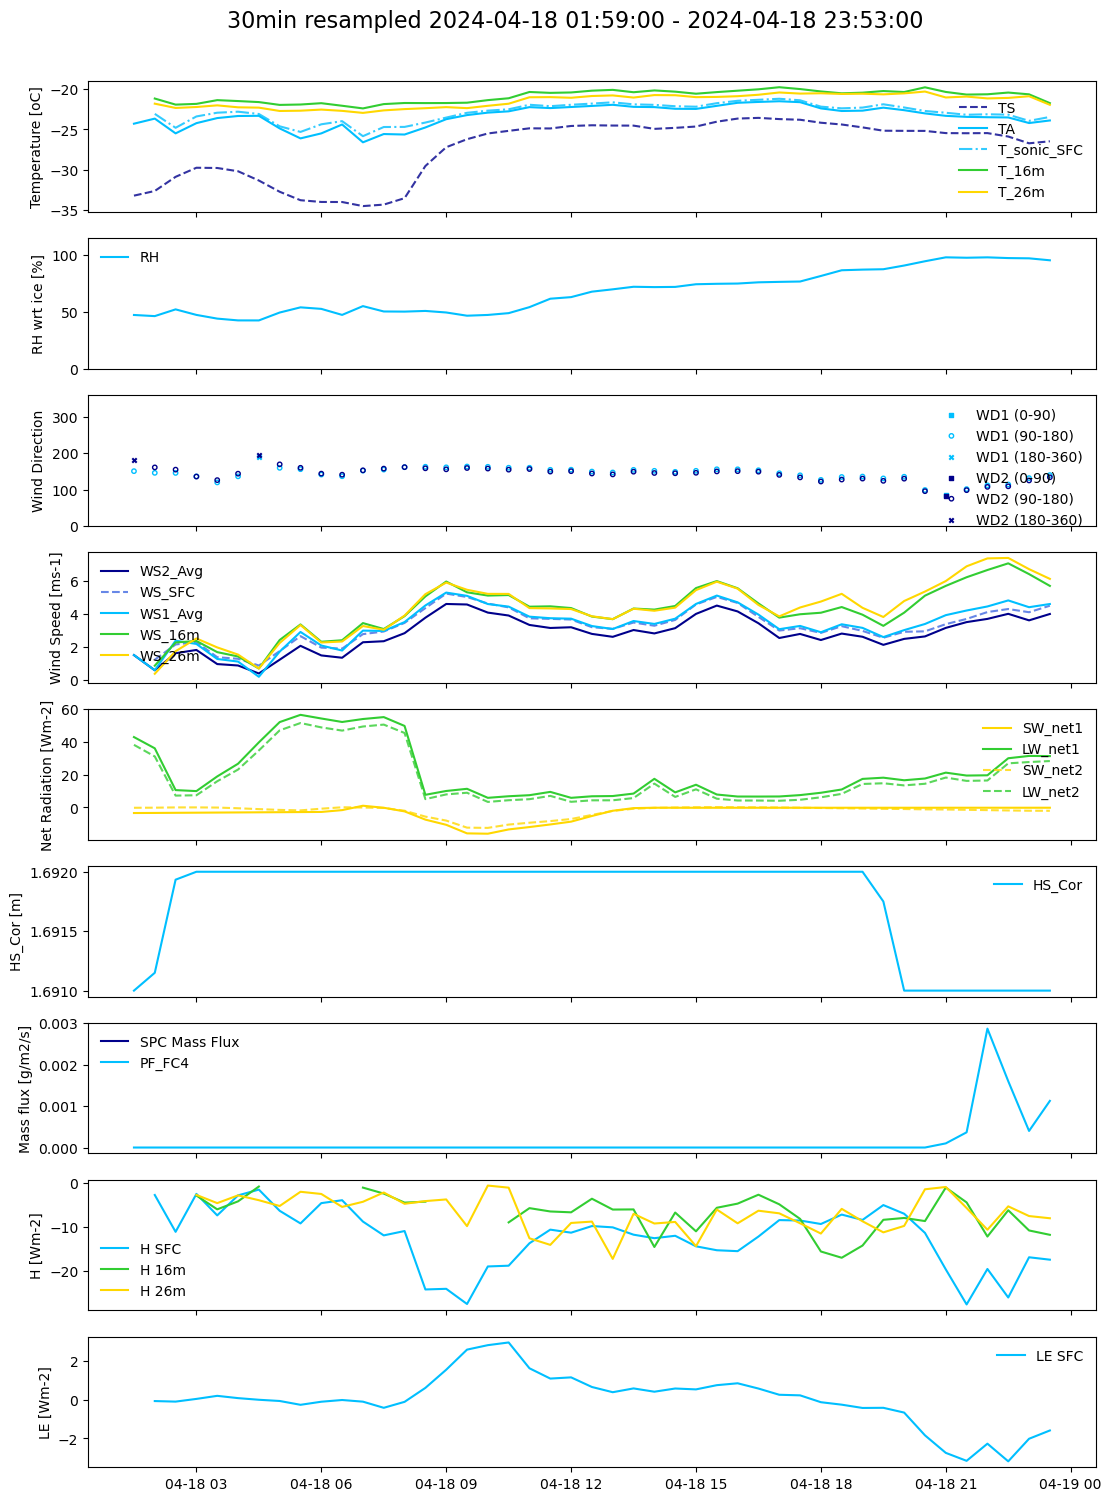 30min resampled 2024-04-18 01:59:00 - 2024-04-18 23:53:00
Temperature [oC]
−20
−25
−30
−35
TS
TA
T_sonic_SFC
T_16m
T_26m
RH wrt ice [%]
100
50
0
RH
Wind Direction
300
200
100
0
WD1 (0-90)
WD1 (90-180)
WD1 (180-360)
WD2 (0-90)
WD2 (90-180)
WD2 (180-360)
Wind Speed [ms-1]
6
4
2
0
WS2_Avg
WS_SFC
WS1_Avg
WS_16m
WS_26m
Net Radiation [Wm-2]
60
40
20
0
SW_net1
LW_net1
SW_net2
LW_net2
HS_Cor [m]
1.6920
1.6915
1.6910
HS_Cor
Mass flux [g/m2/s]
0.003
0.002
0.001
0.000
SPC Mass Flux
PF_FC4
H [Wm-2]
0
−10
−20
H SFC
H 16m
H 26m
LE [Wm-2]
2
0
−2
LE SFC
04-18 03
04-18 06
04-18 09
04-18 12
04-18 15
04-18 18
04-18 21
04-19 00